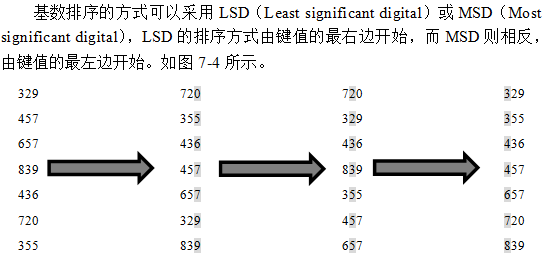 基数排序的方式可以采用 LSD（Least significant digital）或 MSD（Most
significant digital），LSD 的排序方式由键值的最右边开始，而 MSD 则相反，
由键值的最左边开始。如图 7-4 所示。
329 720 720 329
457 355 329 355
657 436 436 436
839 457 839 457
436 657 355 657
720 329 457 720
355 839 657 839